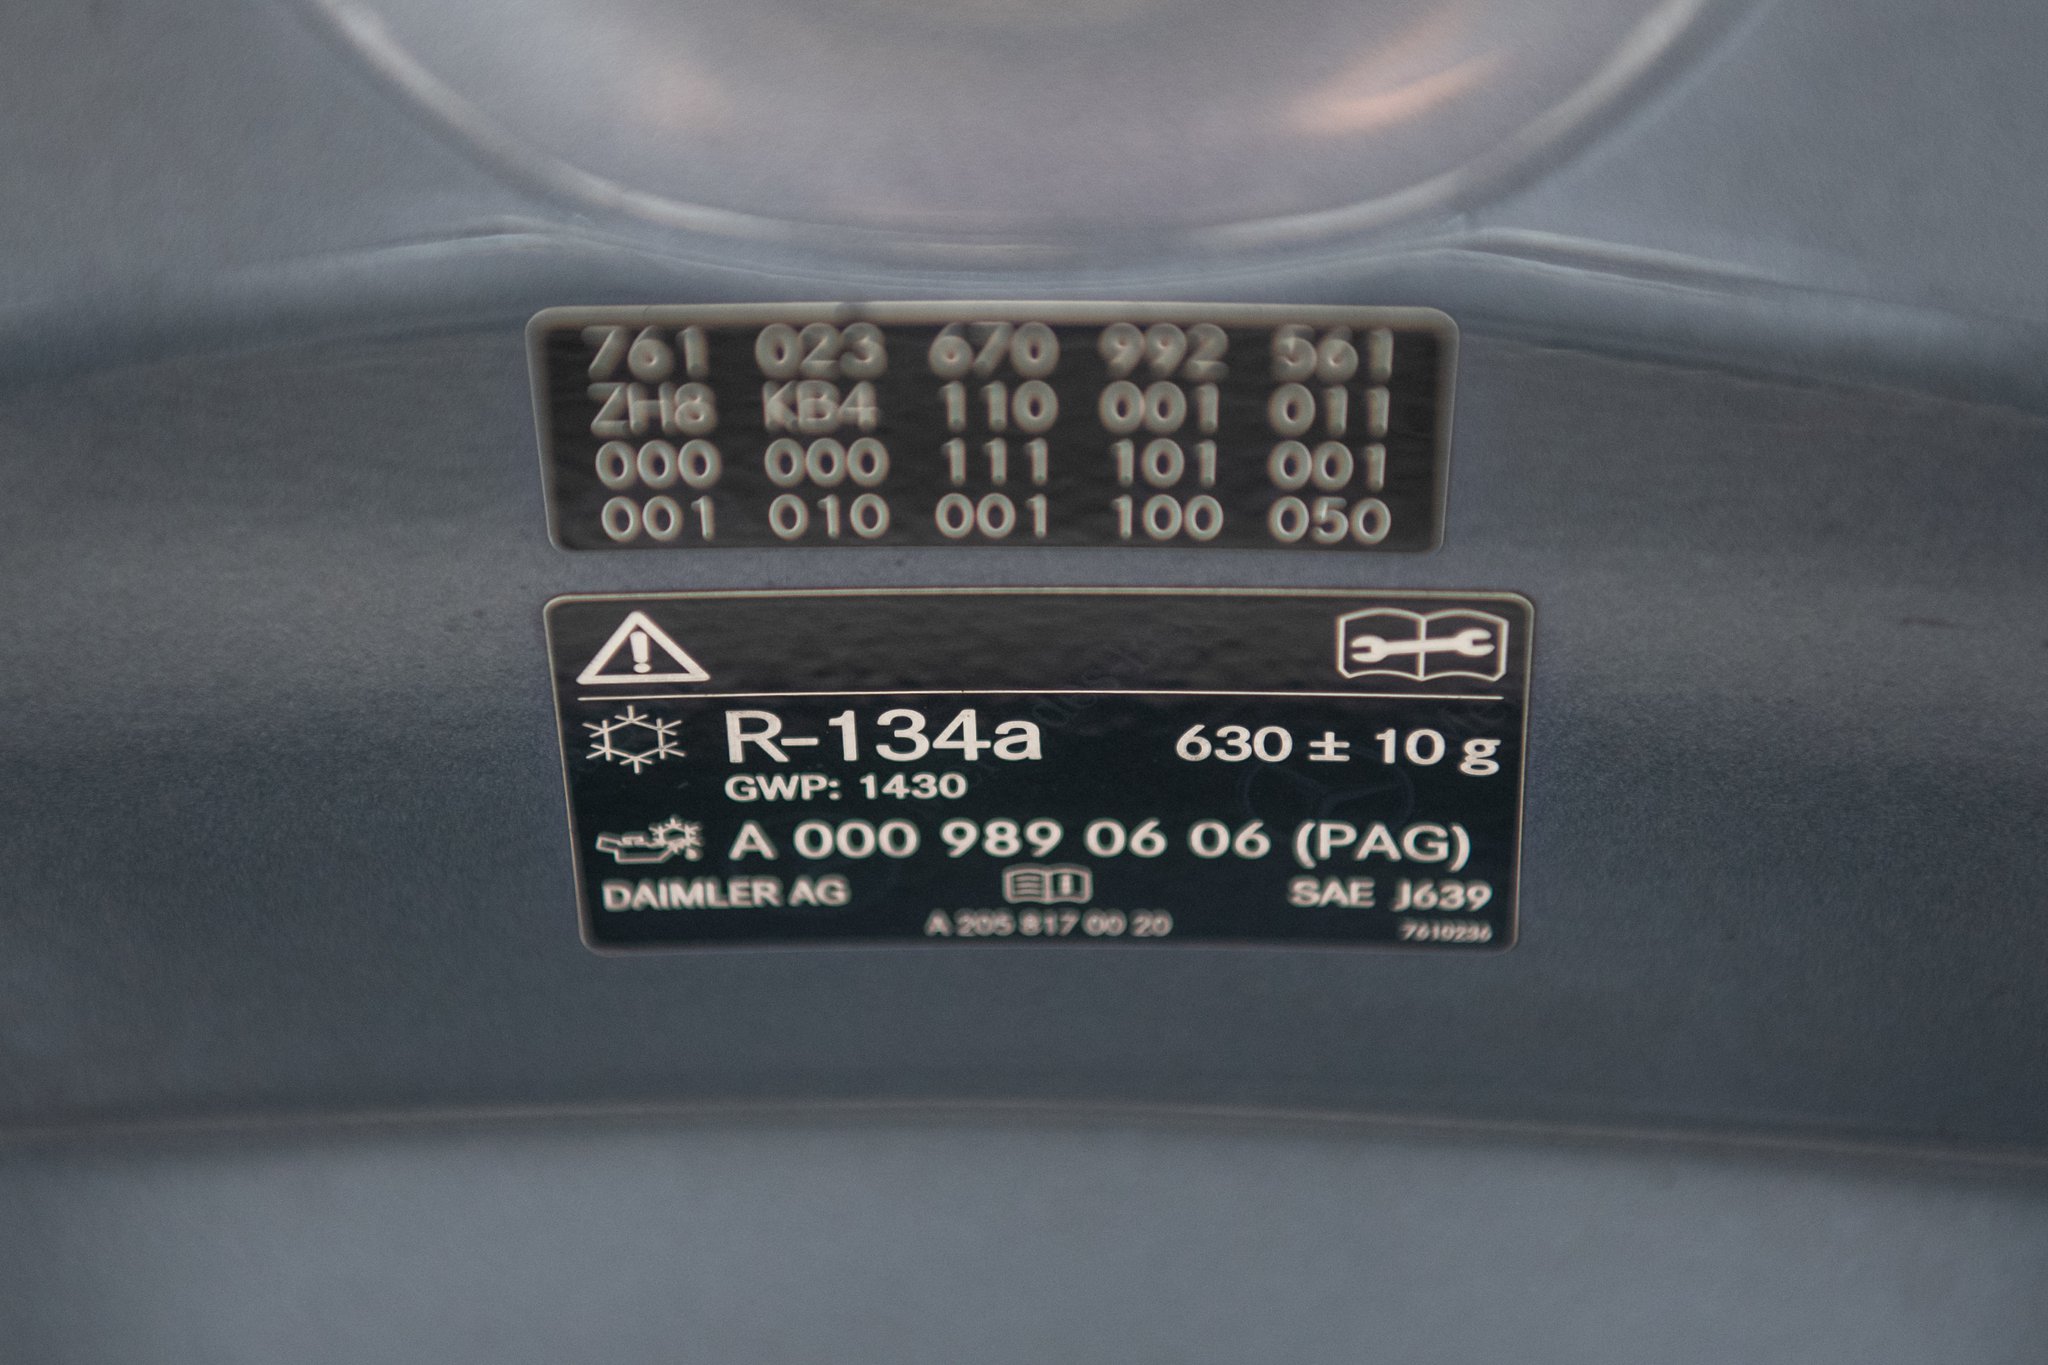 761 023 670 992 561
ZH8 KB4 110 001 011
000 000 111 101 001
001 010 001 100 050
R-134a 630 ± 10 g
GWP: 1430
A 000 989 06 06 (PAG)
DAIMLER AG SAE J639
A 205 817 00 20 7610236